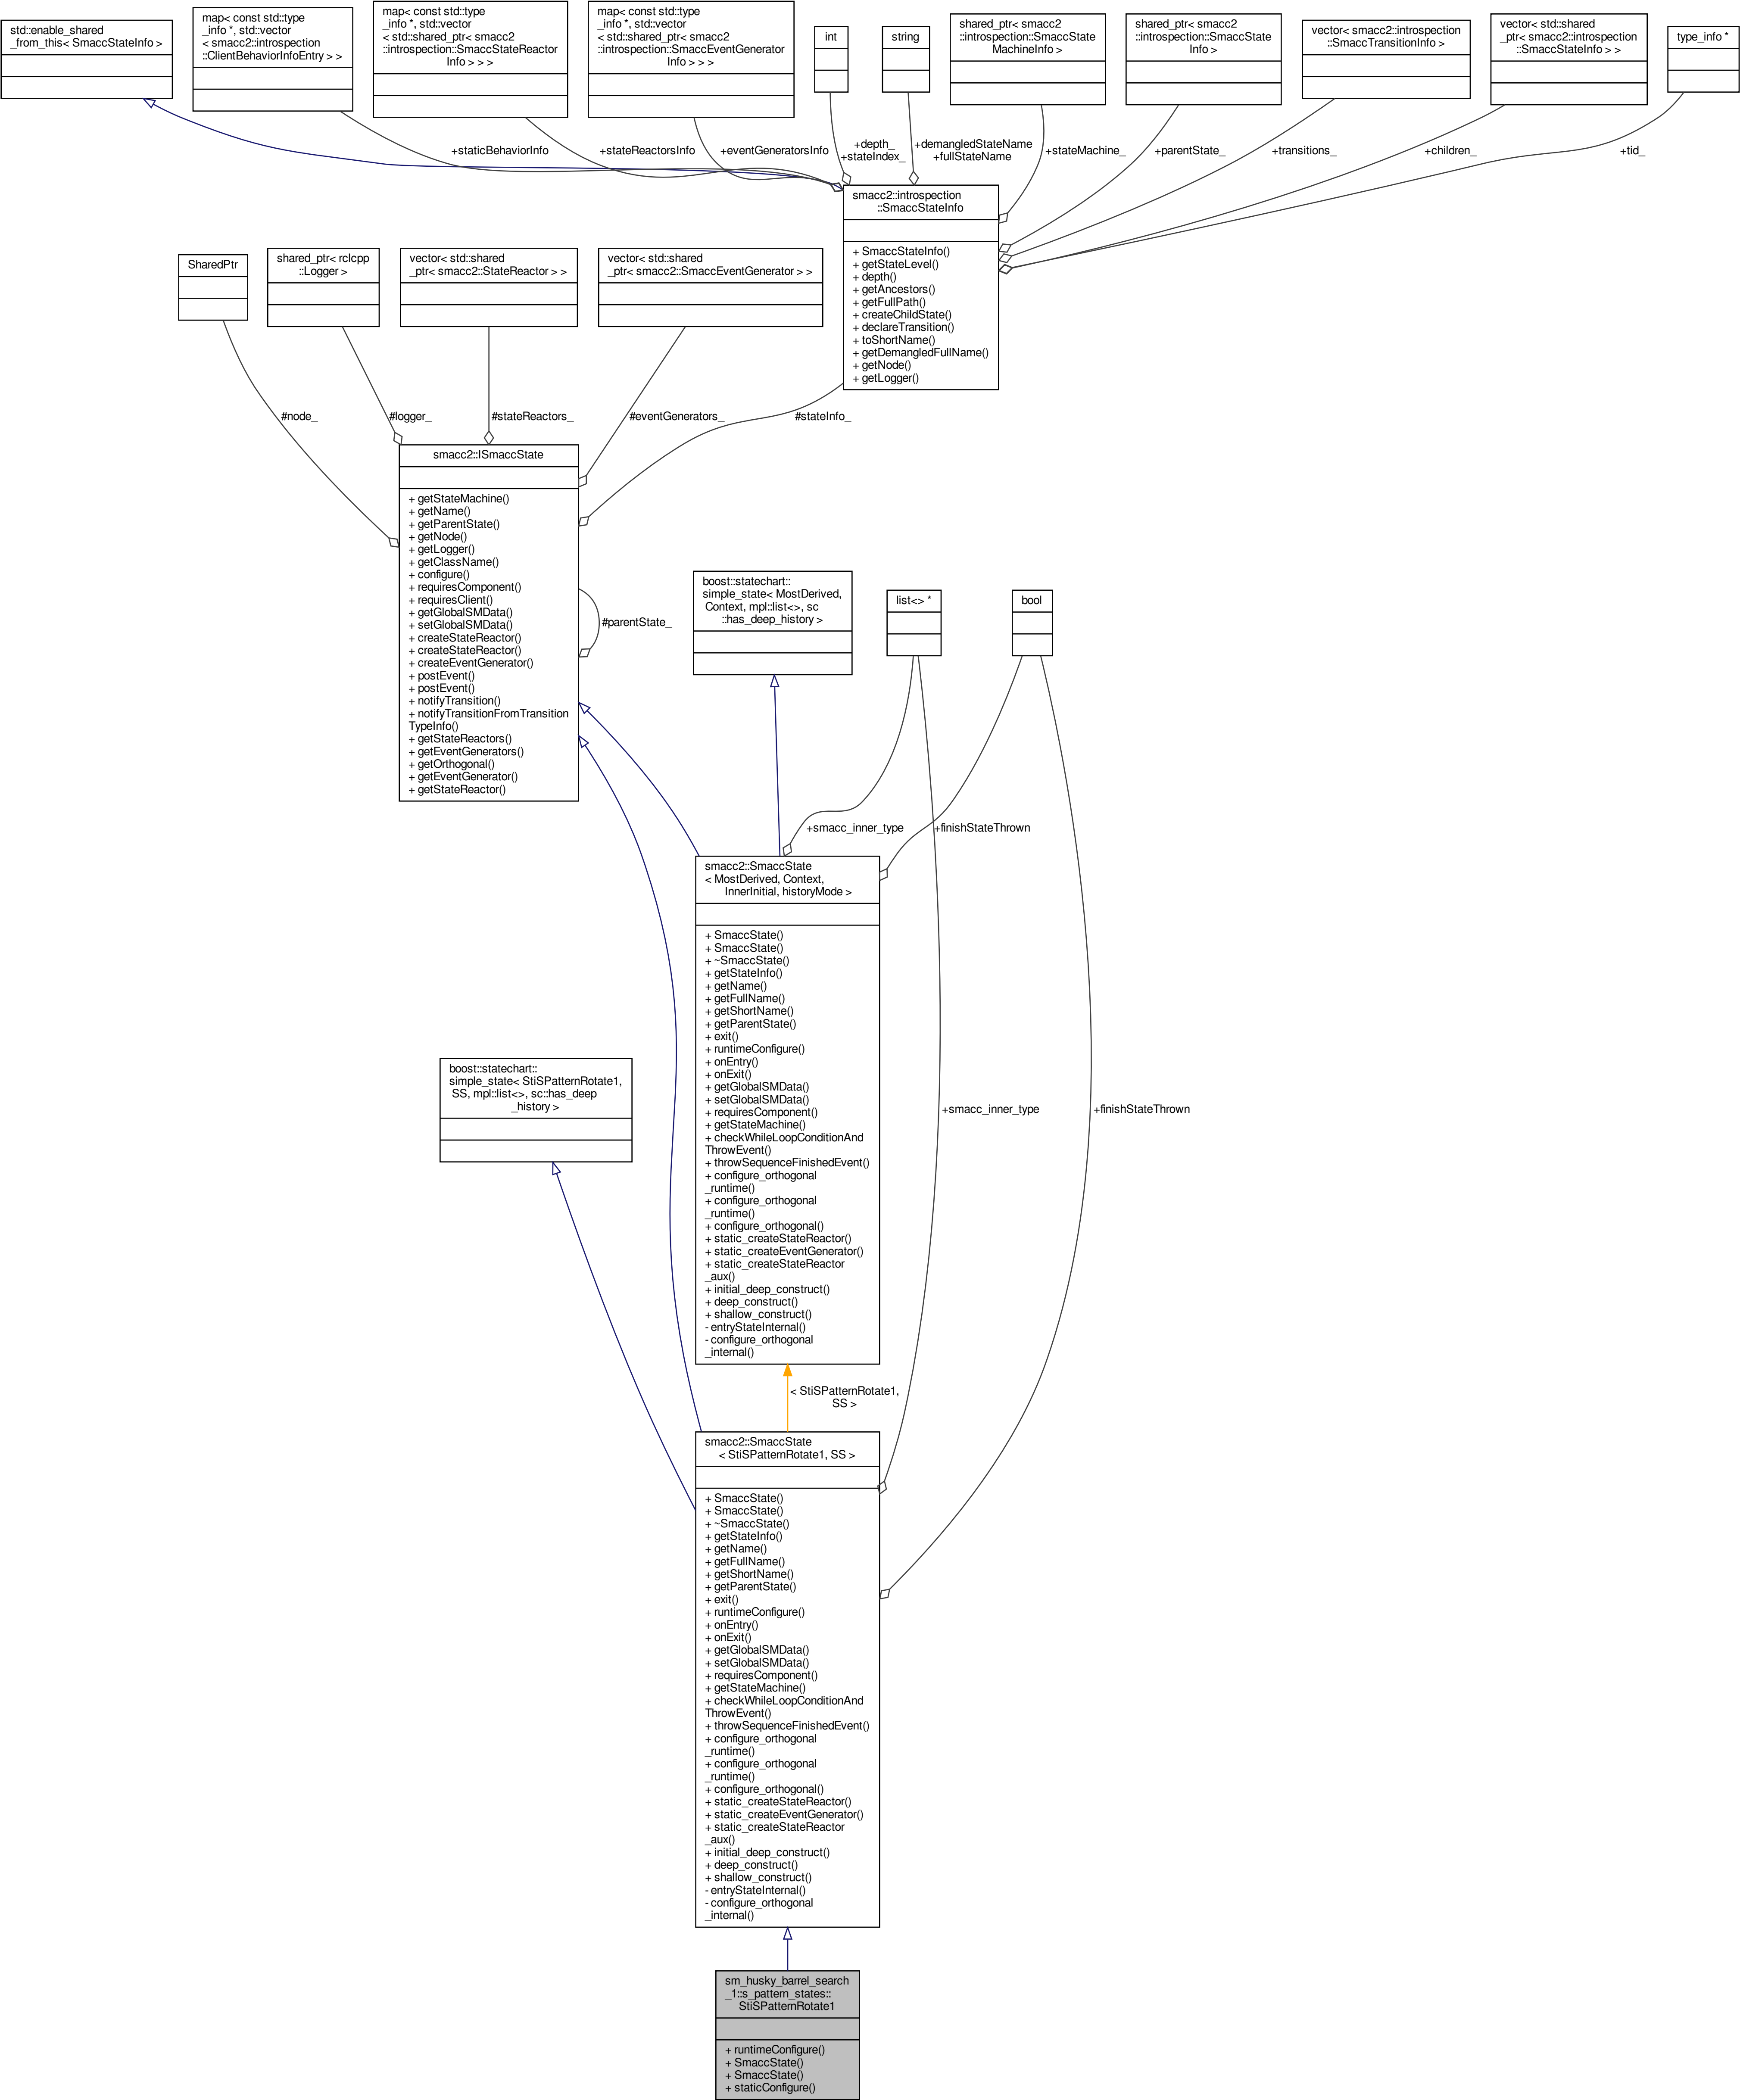 std::enable_shared
_from_this< SmaccStateInfo >
map< const std::type
_info *, std::vector
< smacc2::introspection
::ClientBehaviorInfoEntry > >
map< const std::type
_info *, std::vector
< std::shared_ptr< smacc2
::introspection::SmaccStateReactor
Info > > >
map< const std::type
_info *, std::vector
< std::shared_ptr< smacc2
::introspection::SmaccEventGenerator
Info > > >
int
string
shared_ptr< smacc2
::introspection::SmaccState
MachineInfo >
shared_ptr< smacc2
::introspection::SmaccState
Info >
vector< smacc2::introspection
::SmaccTransitionInfo >
vector< std::shared
_ptr< smacc2::introspection
::SmaccStateInfo > >
type_info *
+staticBehaviorInfo
+stateReactorsInfo
+eventGeneratorsInfo
+depth_
+stateIndex_
+demangledStateName
+fullStateName
+stateMachine_
+parentState_
+transitions_
+children_
+tid_
smacc2::introspection
::SmaccStateInfo
+ SmaccStateInfo()
+ getStateLevel()
+ depth()
+ getAncestors()
+ getFullPath()
+ createChildState()
+ declareTransition()
+ toShortName()
+ getDemangledFullName()
+ getNode()
+ getLogger()
SharedPtr
shared_ptr< rclcpp
::Logger >
vector< std::shared
_ptr< smacc2::StateReactor > >
vector< std::shared
_ptr< smacc2::SmaccEventGenerator > >
#node_
#logger_
#stateReactors_
#eventGenerators_
#stateInfo_
smacc2::ISmaccState
+ getStateMachine()
+ getName()
+ getParentState()
+ getNode()
+ getLogger()
+ getClassName()
+ configure()
+ requiresComponent()
+ requiresClient()
+ getGlobalSMData()
+ setGlobalSMData()
+ createStateReactor()
+ createStateReactor()
+ createEventGenerator()
+ postEvent()
+ postEvent()
+ notifyTransition()
+ notifyTransitionFromTransition
TypeInfo()
+ getStateReactors()
+ getEventGenerators()
+ getOrthogonal()
+ getEventGenerator()
+ getStateReactor()
#parentState_
boost::statechart::
simple_state< MostDerived,
Context, mpl::list<>, sc
::has_deep_history >
list<> *
bool
+smacc_inner_type
+finishStateThrown
smacc2::SmaccState
< MostDerived, Context,
InnerInitial, historyMode >
+ SmaccState()
+ SmaccState()
+ ~SmaccState()
+ getStateInfo()
+ getName()
+ getFullName()
+ getShortName()
+ getParentState()
+ exit()
+ runtimeConfigure()
+ onEntry()
+ onExit()
+ getGlobalSMData()
+ setGlobalSMData()
+ requiresComponent()
+ getStateMachine()
+ checkWhileLoopConditionAnd
ThrowEvent()
+ throwSequenceFinishedEvent()
+ configure_orthogonal
_runtime()
+ configure_orthogonal
_runtime()
+ configure_orthogonal()
+ static_createStateReactor()
+ static_createEventGenerator()
+ static_createStateReactor
_aux()
+ initial_deep_construct()
+ deep_construct()
+ shallow_construct()
- entryStateInternal()
- configure_orthogonal
_internal()
boost::statechart::
simple_state< StiSPatternRotate1,
SS, mpl::list<>, sc::has_deep
_history >
+smacc_inner_type
+finishStateThrown
< StiSPatternRotate1,
SS >
smacc2::SmaccState
< StiSPatternRotate1, SS >
+ SmaccState()
+ SmaccState()
+ ~SmaccState()
+ getStateInfo()
+ getName()
+ getFullName()
+ getShortName()
+ getParentState()
+ exit()
+ runtimeConfigure()
+ onEntry()
+ onExit()
+ getGlobalSMData()
+ setGlobalSMData()
+ requiresComponent()
+ getStateMachine()
+ checkWhileLoopConditionAnd
ThrowEvent()
+ throwSequenceFinishedEvent()
+ configure_orthogonal
_runtime()
+ configure_orthogonal
_runtime()
+ configure_orthogonal()
+ static_createStateReactor()
+ static_createEventGenerator()
+ static_createStateReactor
_aux()
+ initial_deep_construct()
+ deep_construct()
+ shallow_construct()
- entryStateInternal()
- configure_orthogonal
_internal()
sm_husky_barrel_search
_1::s_pattern_states::
StiSPatternRotate1
+ runtimeConfigure()
+ SmaccState()
+ SmaccState()
+ staticConfigure()